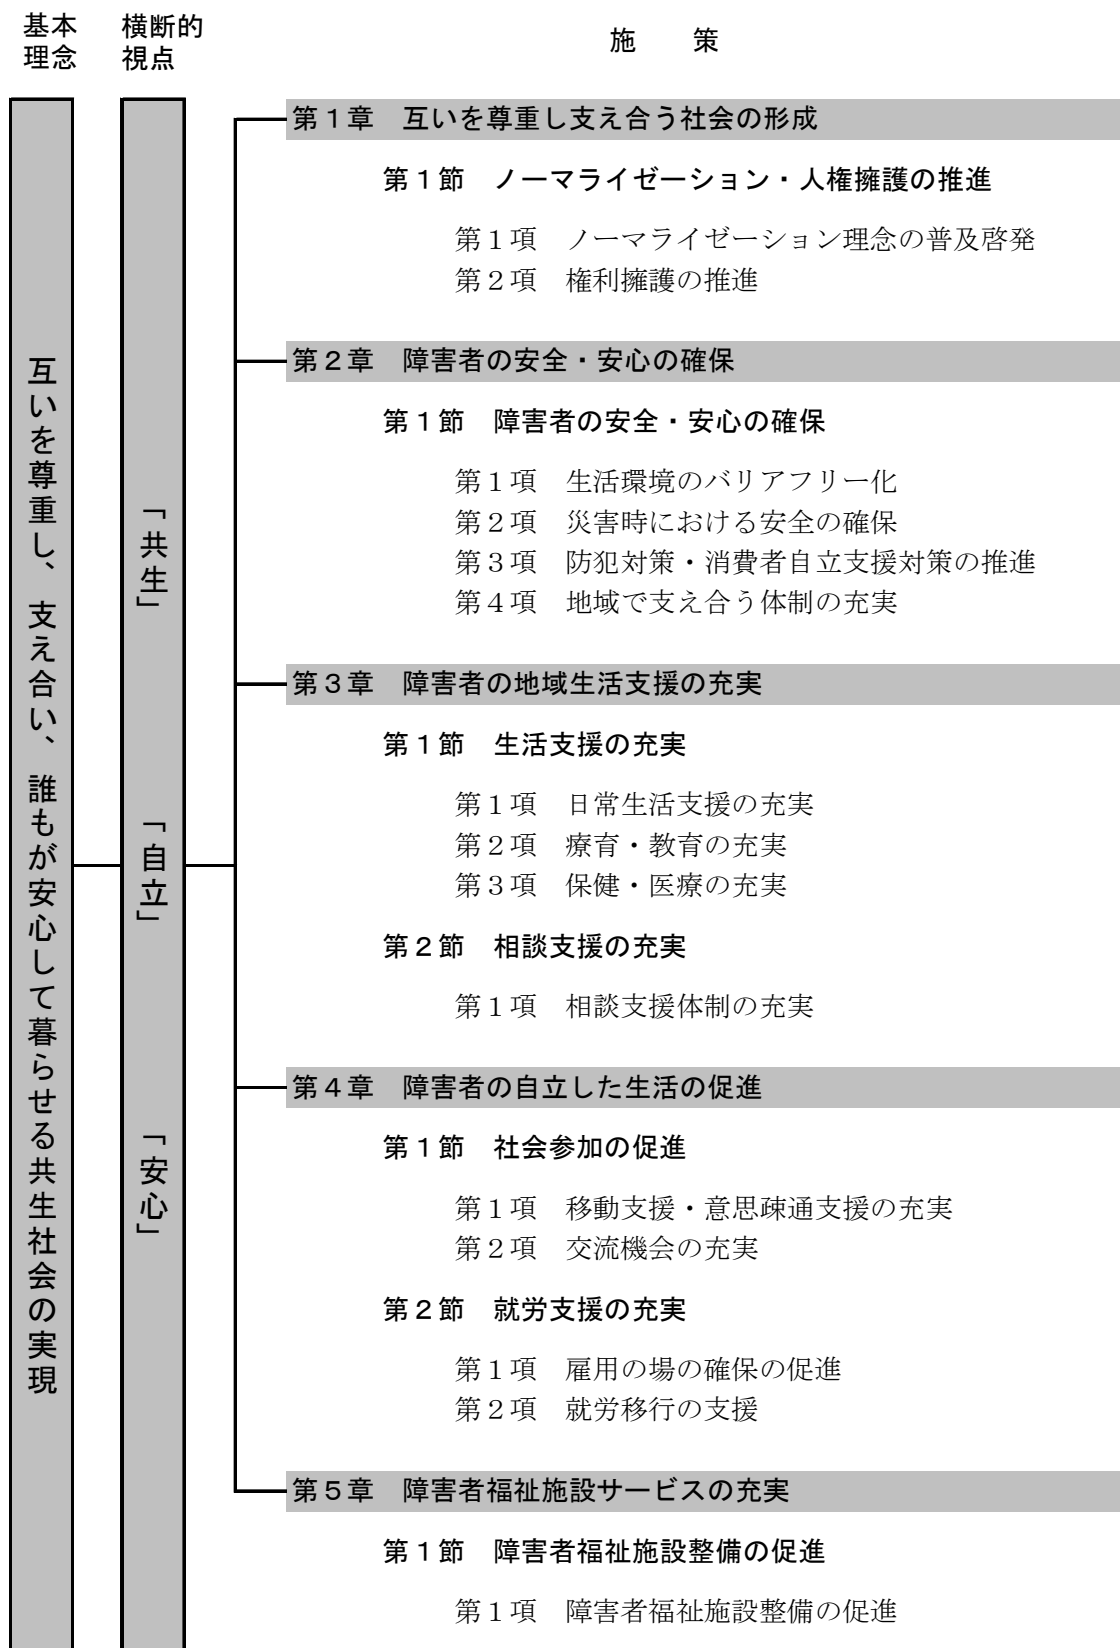 基本
理念
横断的
視点
施　　策
互いを尊重し、支え合い、誰もが安心して暮らせる共生社会の実現
「共生」
「自立」
「安心」
第１章　互いを尊重し支え合う社会の形成
第１節　ノーマライゼーション・人権擁護の推進
第１項　ノーマライゼーション理念の普及啓発
第２項　権利擁護の推進
第２章　障害者の安全・安心の確保
第１節　障害者の安全・安心の確保
第１項　生活環境のバリアフリー化
第２項　災害時における安全の確保
第３項　防犯対策・消費者自立支援対策の推進
第４項　地域で支え合う体制の充実
第３章　障害者の地域生活支援の充実
第１節　生活支援の充実
第１項　日常生活支援の充実
第２項　療育・教育の充実
第３項　保健・医療の充実
第２節　相談支援の充実
第１項　相談支援体制の充実
第４章　障害者の自立した生活の促進
第１節　社会参加の促進
第１項　移動支援・意思疎通支援の充実
第２項　交流機会の充実
第２節　就労支援の充実
第１項　雇用の場の確保の促進
第２項　就労移行の支援
第５章　障害者福祉施設サービスの充実
第１節　障害者福祉施設整備の促進
第１項　障害者福祉施設整備の促進